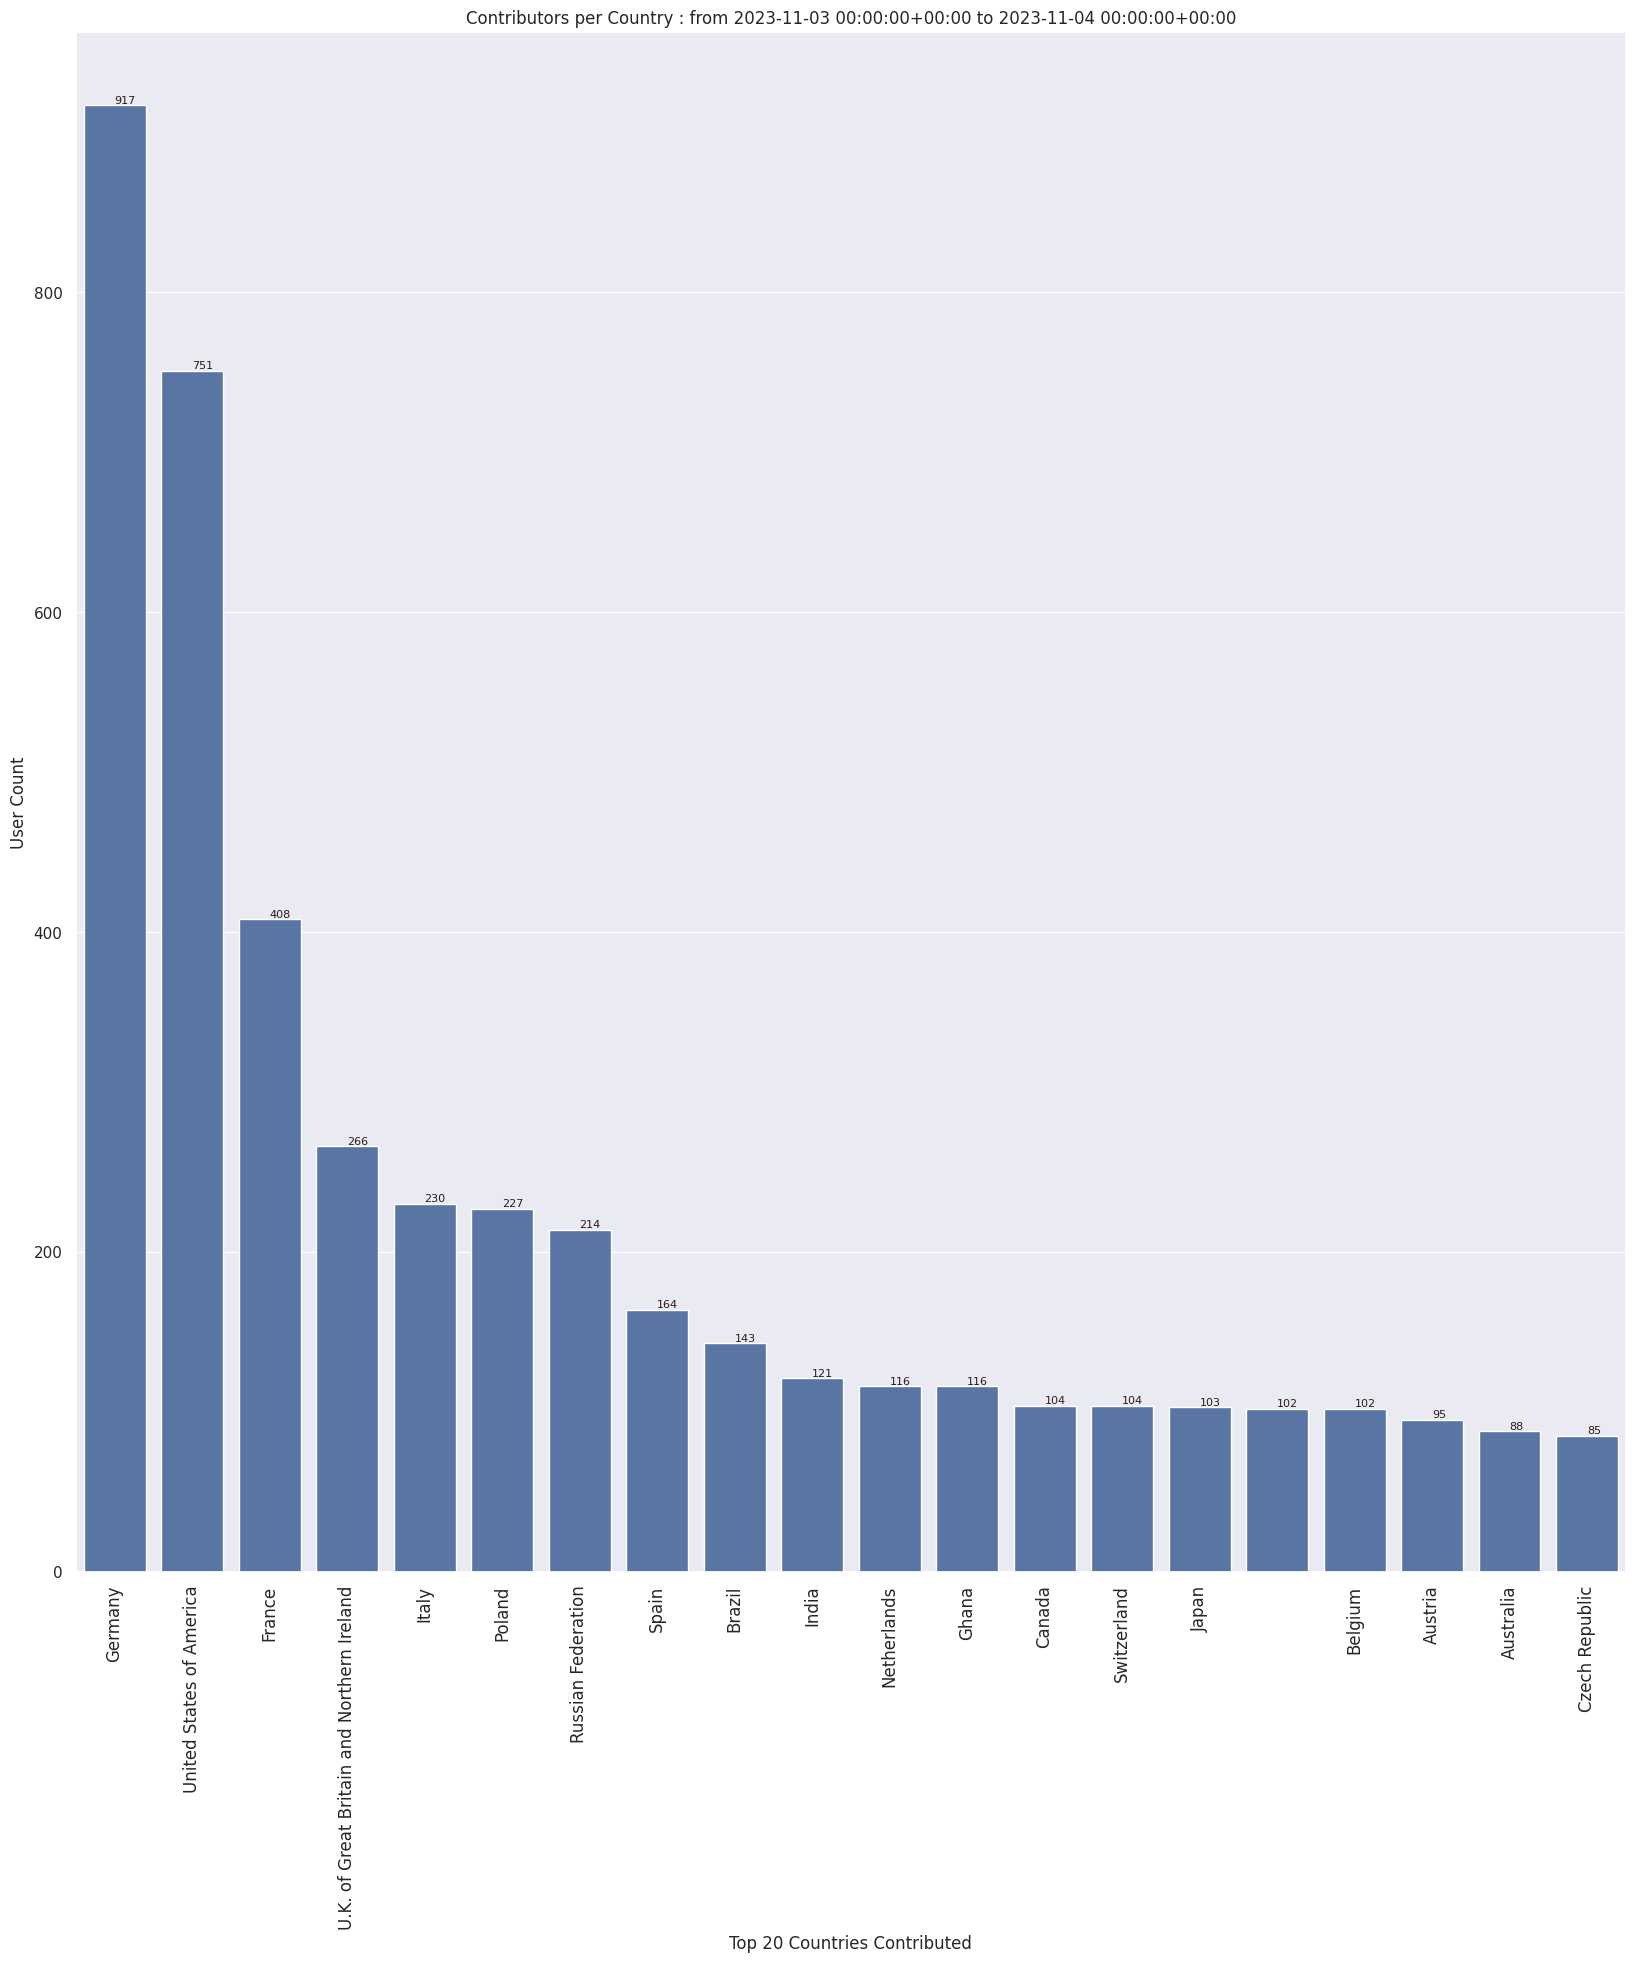 Contributors per Country : from 2023-11-03 00:00:00+00:00 to 2023-11-04 00:00:00+00:00
User Count
800
600
400
200
0
917
751
408
266
230
227
214
164
143
121
116
116
104
104
103
102
102
95
88
85
Germany
United States of America
France
U.K. of Great Britain and Northern Ireland
Italy
Poland
Russian Federation
Spain
Brazil
India
Netherlands
Ghana
Canada
Switzerland
Japan
Belgium
Austria
Australia
Czech Republic
Top 20 Countries Contributed